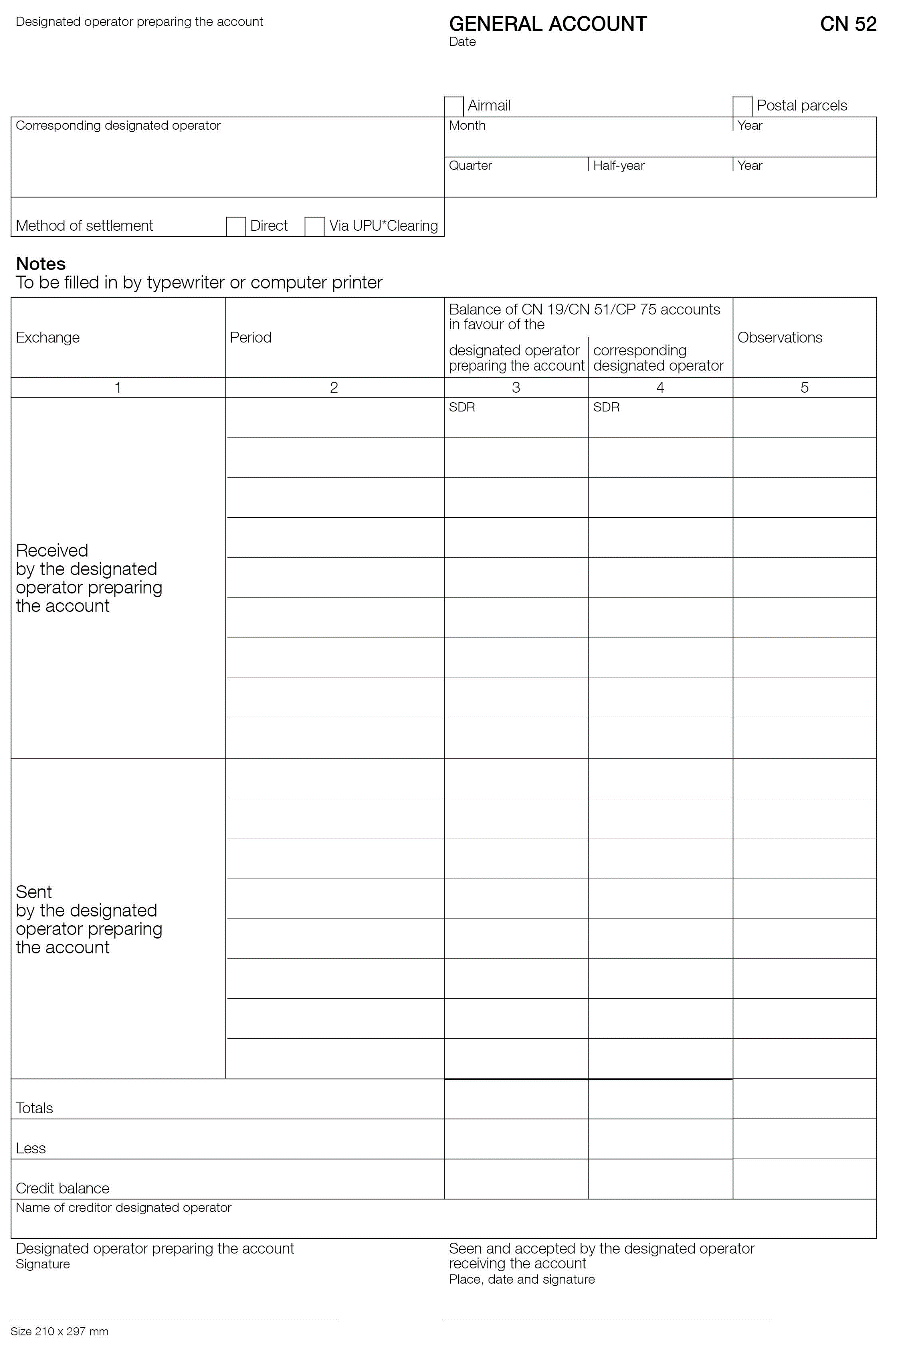 Designated operator preparing the account
GENERAL ACCOUNT
CN 52
Date
Airmail
Postal parcels
Corresponding designated operator
Month
Year
Quarter
Half-year
Year
Method of settlement
Direct
Via UPU*Clearing
Notes
To be filled in by typewriter or computer printer
Exchange
Period
Balance of CN 19/CN 51/CP 75 accounts
in favour of the
designated operator
preparing the account
corresponding
designated operator
Observations
1
2
3
4
5
SDR
SDR
Received
by the designated
operator preparing
the account
Sent
by the designated
operator preparing
the account
Totals
Less
Credit balance
Name of creditor designated operator
Designated operator preparing the account
Signature
Seen and accepted by the designated operator
receiving the account
Place, date and signature
Size 210 x 297 mm